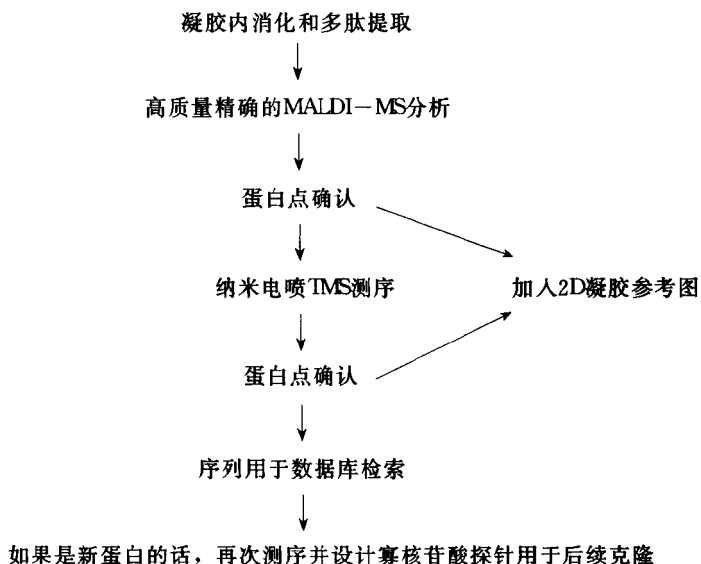 凝胶内消化和多肽提取
高质量精确的MALDI－MS分析
蛋白点确认
纳米电喷TMS测序
加入2D凝胶参考图
蛋白点确认
序列用于数据库检索
如果是新蛋白的话，再次测序并设计寡核苷酸探针用于后续克隆